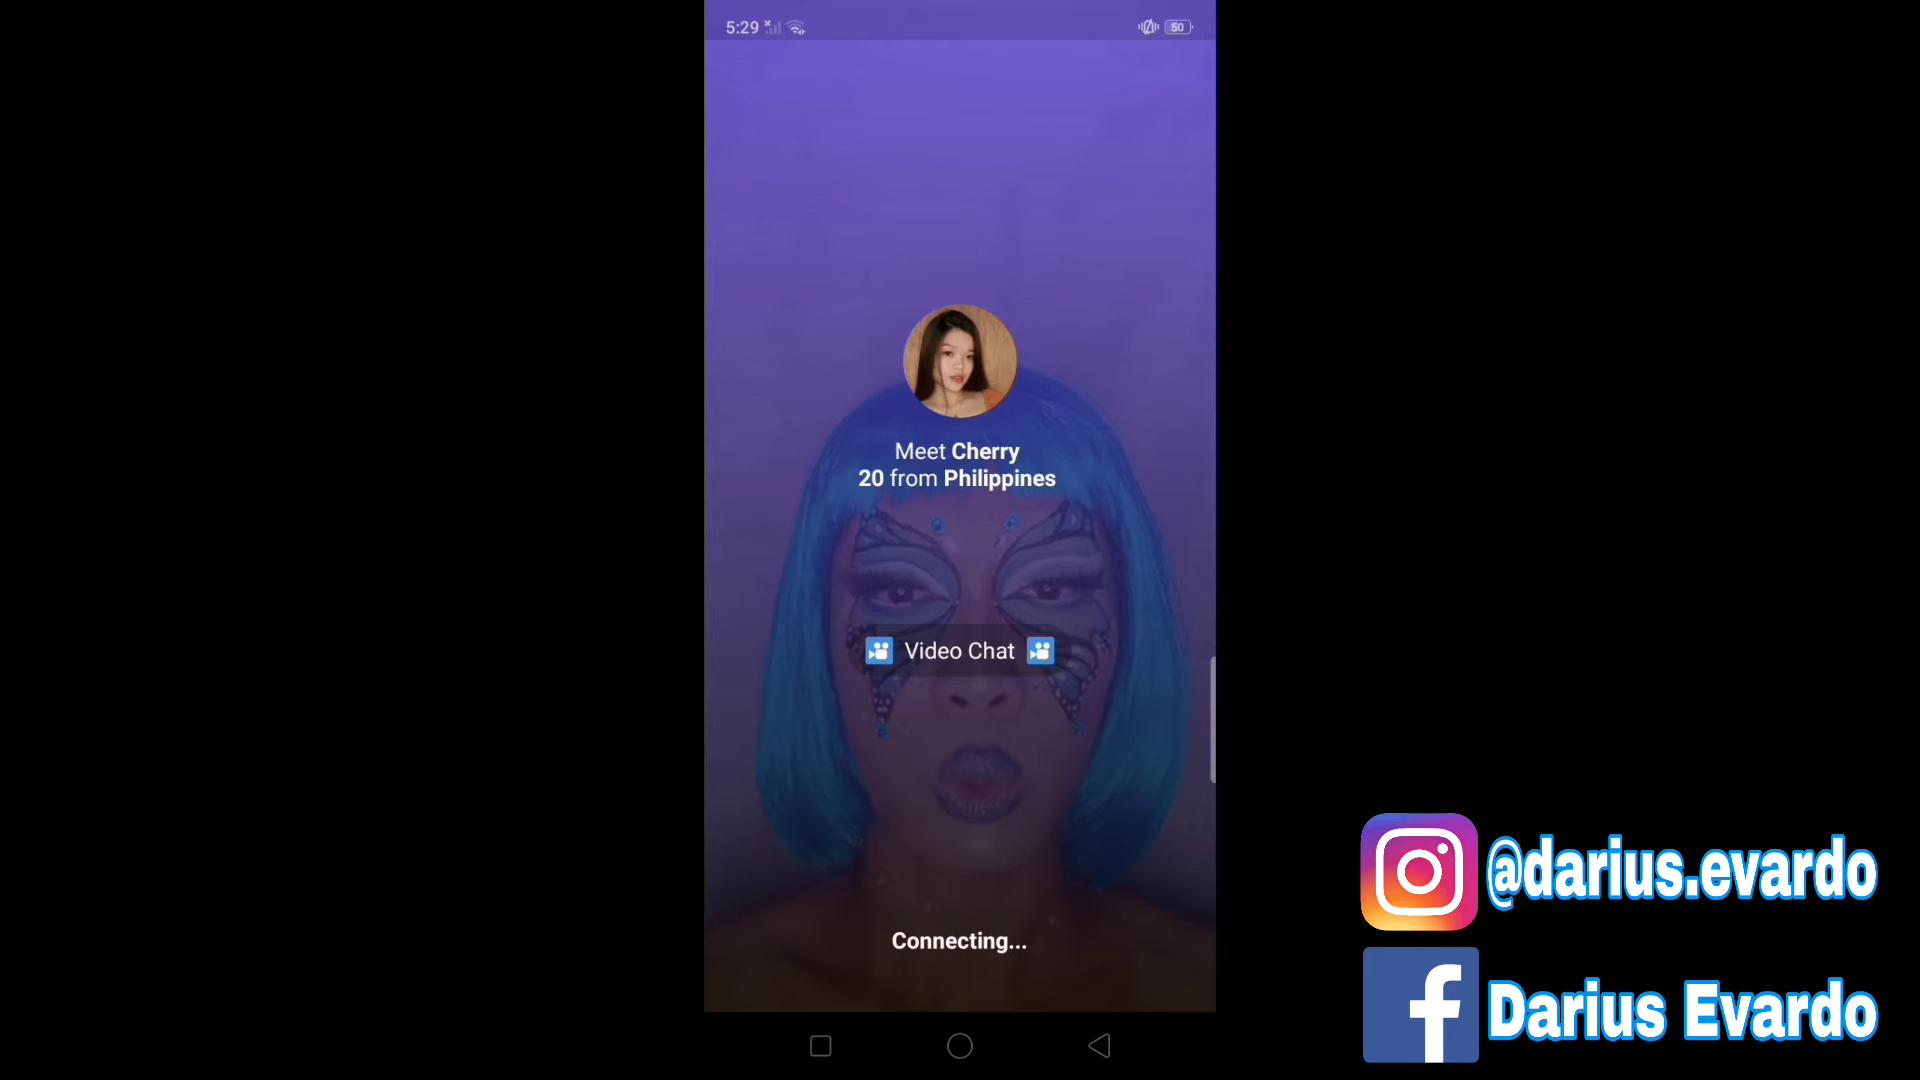 5:29
50
Meet Cherry
20 from Philippines
Video Chat
Connecting...
@darius.evardo
Darius Evardo